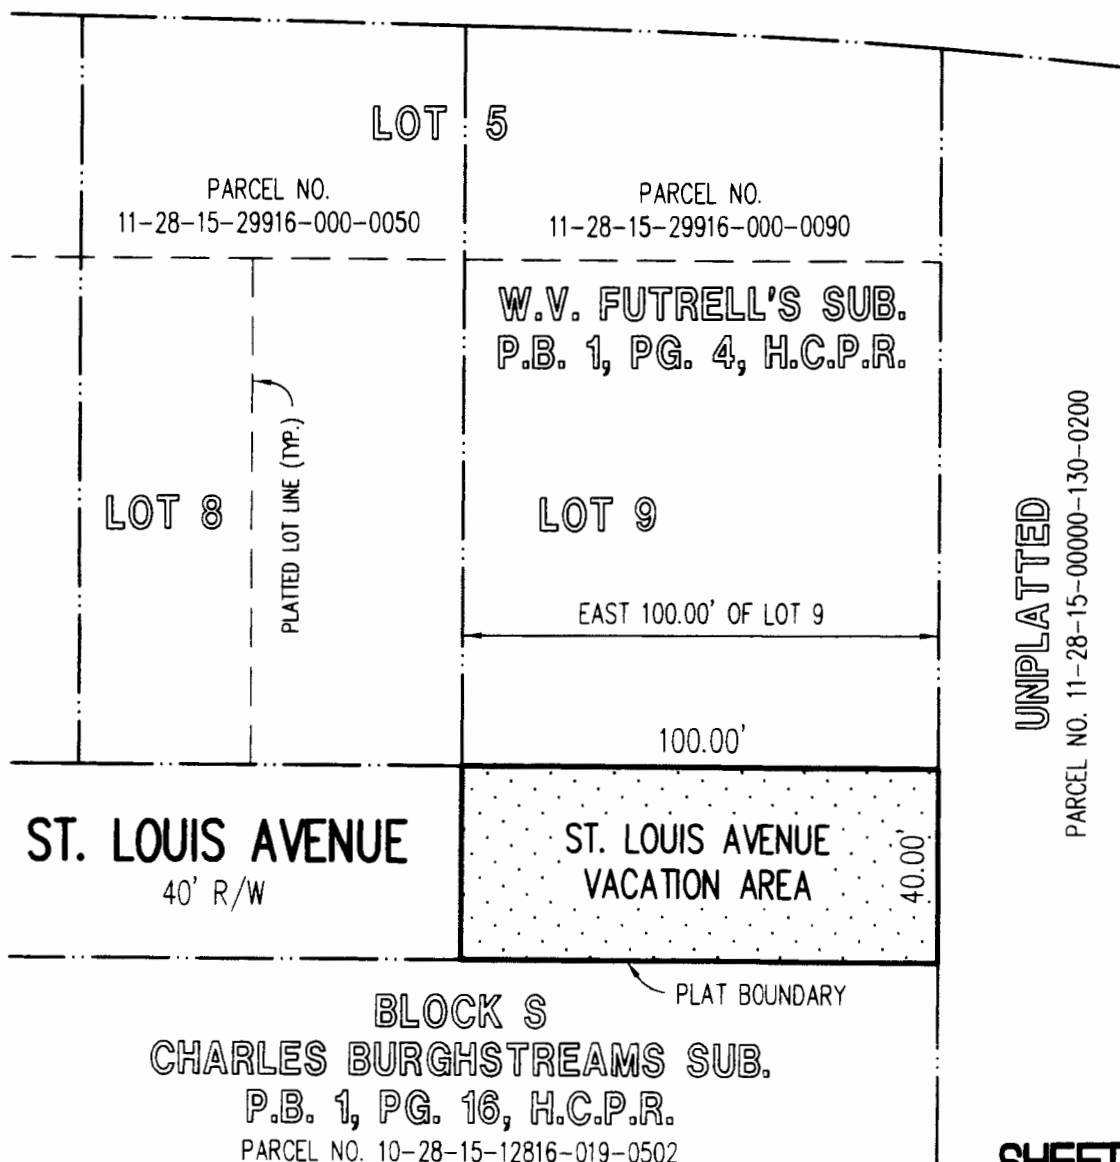 LOT 5
PARCEL NO.
11-28-15-29916-000-0050
PARCEL NO.
11-28-15-29916-000-0090
W.V. FUTRELL'S SUB.
P.B. 1, PG. 4, H.C.P.R.
PLATTED LOT LINE (TYP.)
LOT 8
LOT 9
EAST 100.00' OF LOT 9
UNPLATTED
PARCEL NO. 11-28-15-00000-130-0200
100.00'
ST. LOUIS AVENUE
40' R/W
ST. LOUIS AVENUE
VACATION AREA
40.00'
PLAT BOUNDARY
BLOCK S
CHARLES BURGHSTREAMS SUB.
P.B. 1, PG. 16, H.C.P.R.
PARCEL NO. 10-28-15-12816-019-0502
SHEET